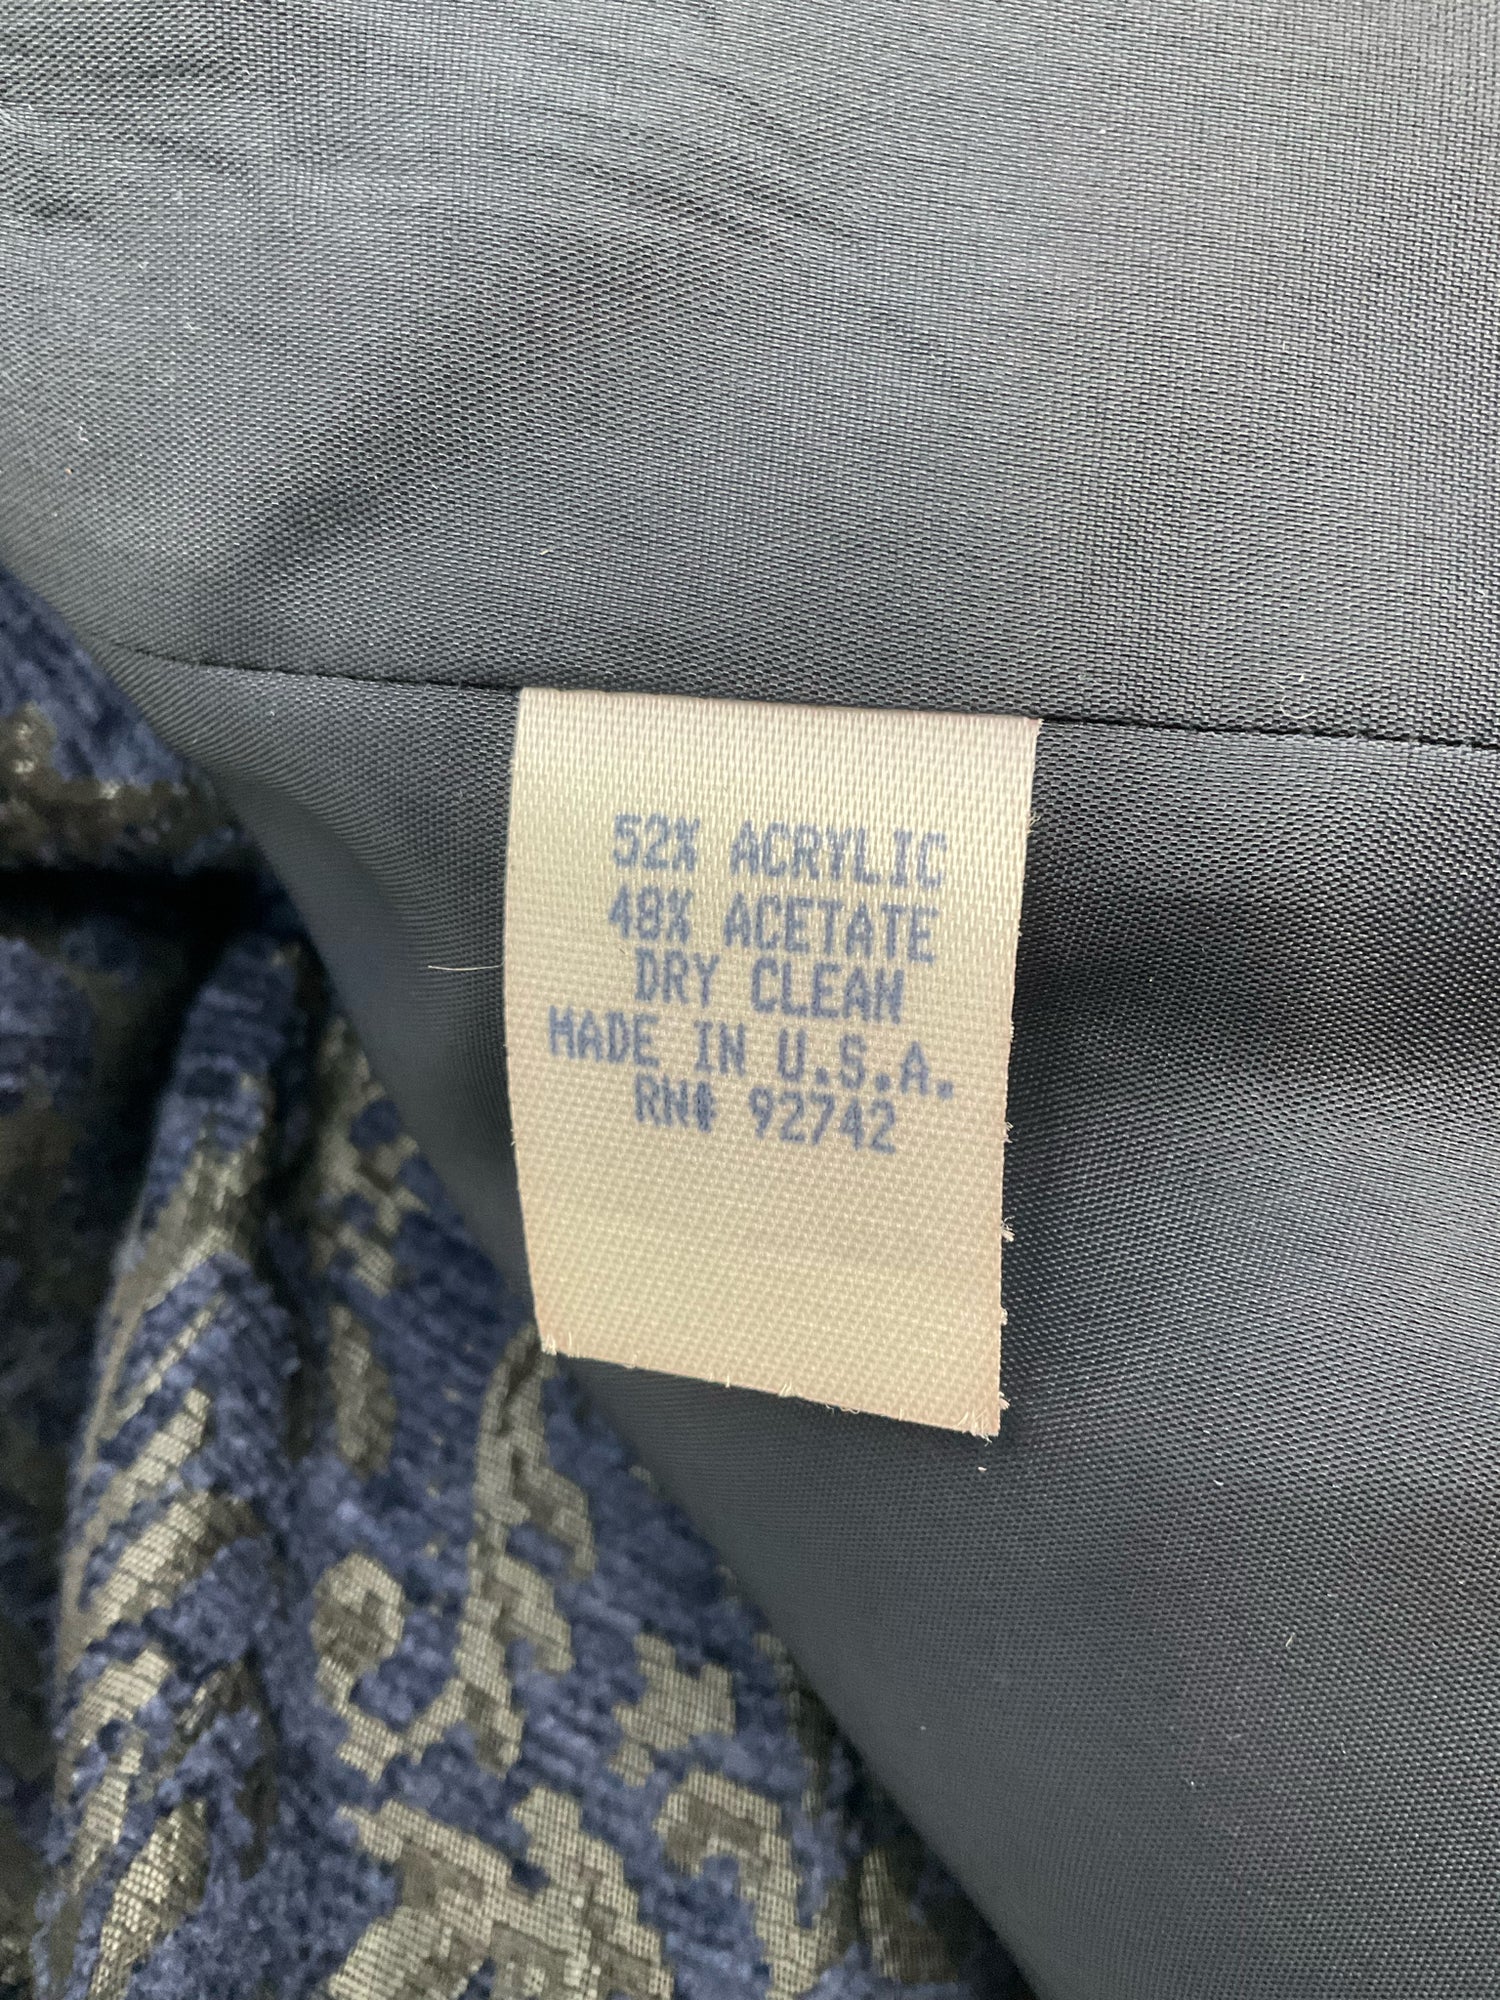 52% ACRYLIC
48% ACETATE
DRY CLEAN
MADE IN U.S.A.
RN# 92742